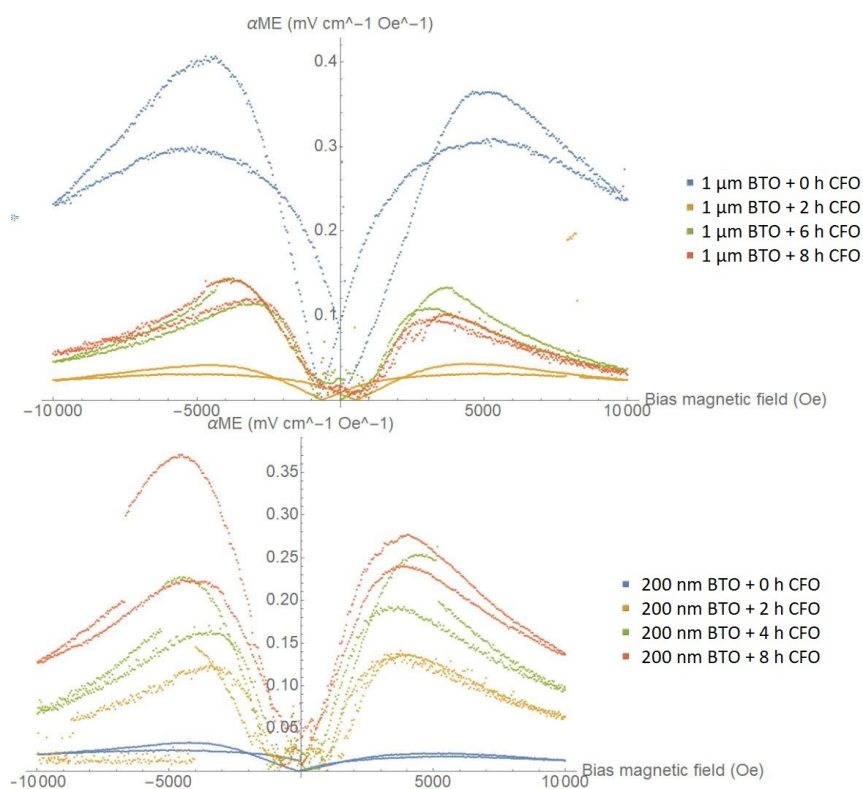 αME (mV cm^−1 Oe^−1)
0.4
0.3
0.2
0.1
−10 000
−5000
5000
10 000
Bias magnetic field (Oe)
1 µm BTO + 0 h CFO
1 µm BTO + 2 h CFO
1 µm BTO + 6 h CFO
1 µm BTO + 8 h CFO
αME (mV cm^−1 Oe^−1)
0.35
0.30
0.25
0.20
0.15
0.10
0.05
−10 000
−5000
5000
10 000
Bias magnetic field (Oe)
200 nm BTO + 0 h CFO
200 nm BTO + 2 h CFO
200 nm BTO + 4 h CFO
200 nm BTO + 8 h CFO